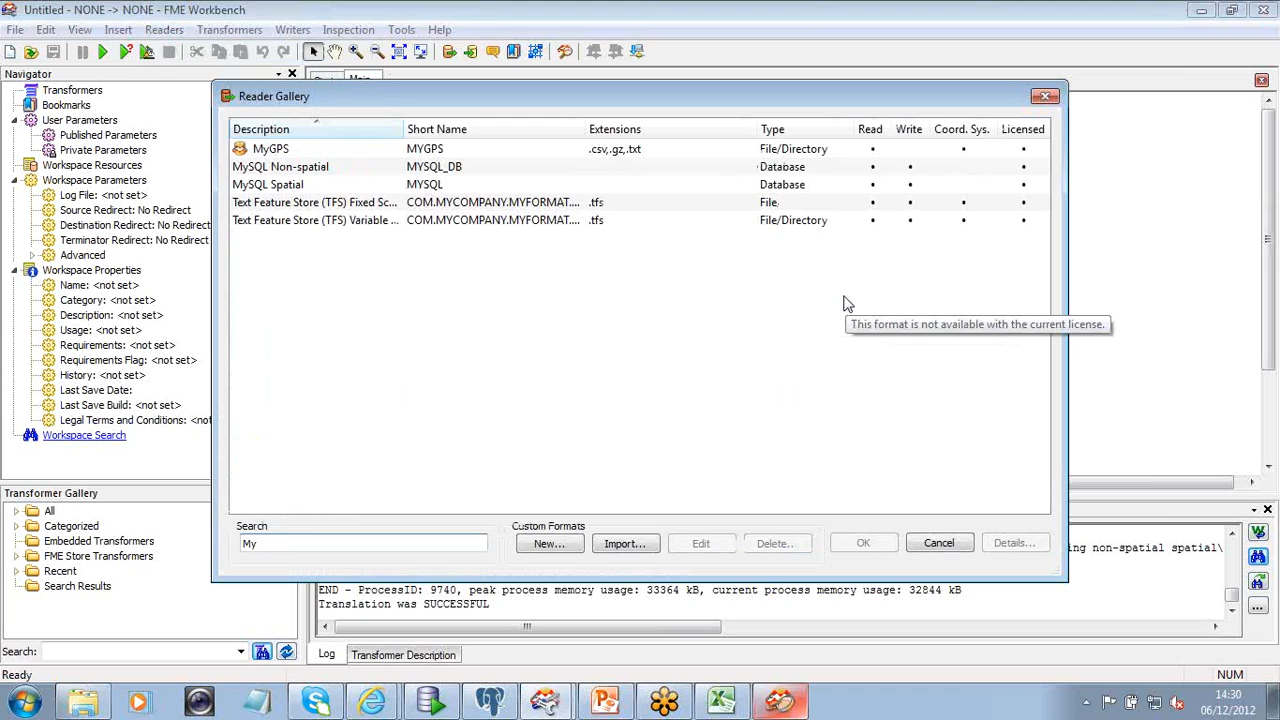 Untitled - NONE -> NONE - FME Workbench
File Edit View Insert Readers Transformers Writers Inspection Tools Help
Navigator
Transformers
Bookmarks
User Parameters
Published Parameters
Private Parameters
Workspace Resources
Workspace Parameters
Log File: <not set>
Source Redirect: No Redirect
Destination Redirect: No Redirect
Terminator Redirect: No Redirect
Advanced
Workspace Properties
Name: <not set>
Category: <not set>
Description: <not set>
Usage: <not set>
Requirements: <not set>
Requirements Flag: <not set>
History: <not set>
Last Save Date:
Last Save Build: <not set>
Legal Terms and Conditions: <not
Workspace Search
Transformer Gallery
All
Categorized
Embedded Transformers
FME Store Transformers
Recent
Search Results
Search:
Ready
Reader Gallery
Description Short Name Extensions Type Read Write Coord. Sys. Licensed
MyGPS MYGPS .csv,.gz,.txt File/Directory • • •
MySQL Non-spatial MYSQL_DB Database • • •
MySQL Spatial MYSQL Database • • •
Text Feature Store (TFS) Fixed Sc... COM.MYCOMPANY.MYFORMAT.... .tfs File, • • • •
Text Feature Store (TFS) Variable ... COM.MYCOMPANY.MYFORMAT.... .tfs File/Directory • • • •
This format is not available with the current license.
Search
My
Custom Formats
New... Import... Edit Delete... OK Cancel Details...
ing non-spatial spatial\
END - ProcessID: 9740, peak process memory usage: 33364 kB, current process memory usage: 32844 kB
Translation was SUCCESSFUL
Log Transformer Description
NUM
14:30
06/12/2012